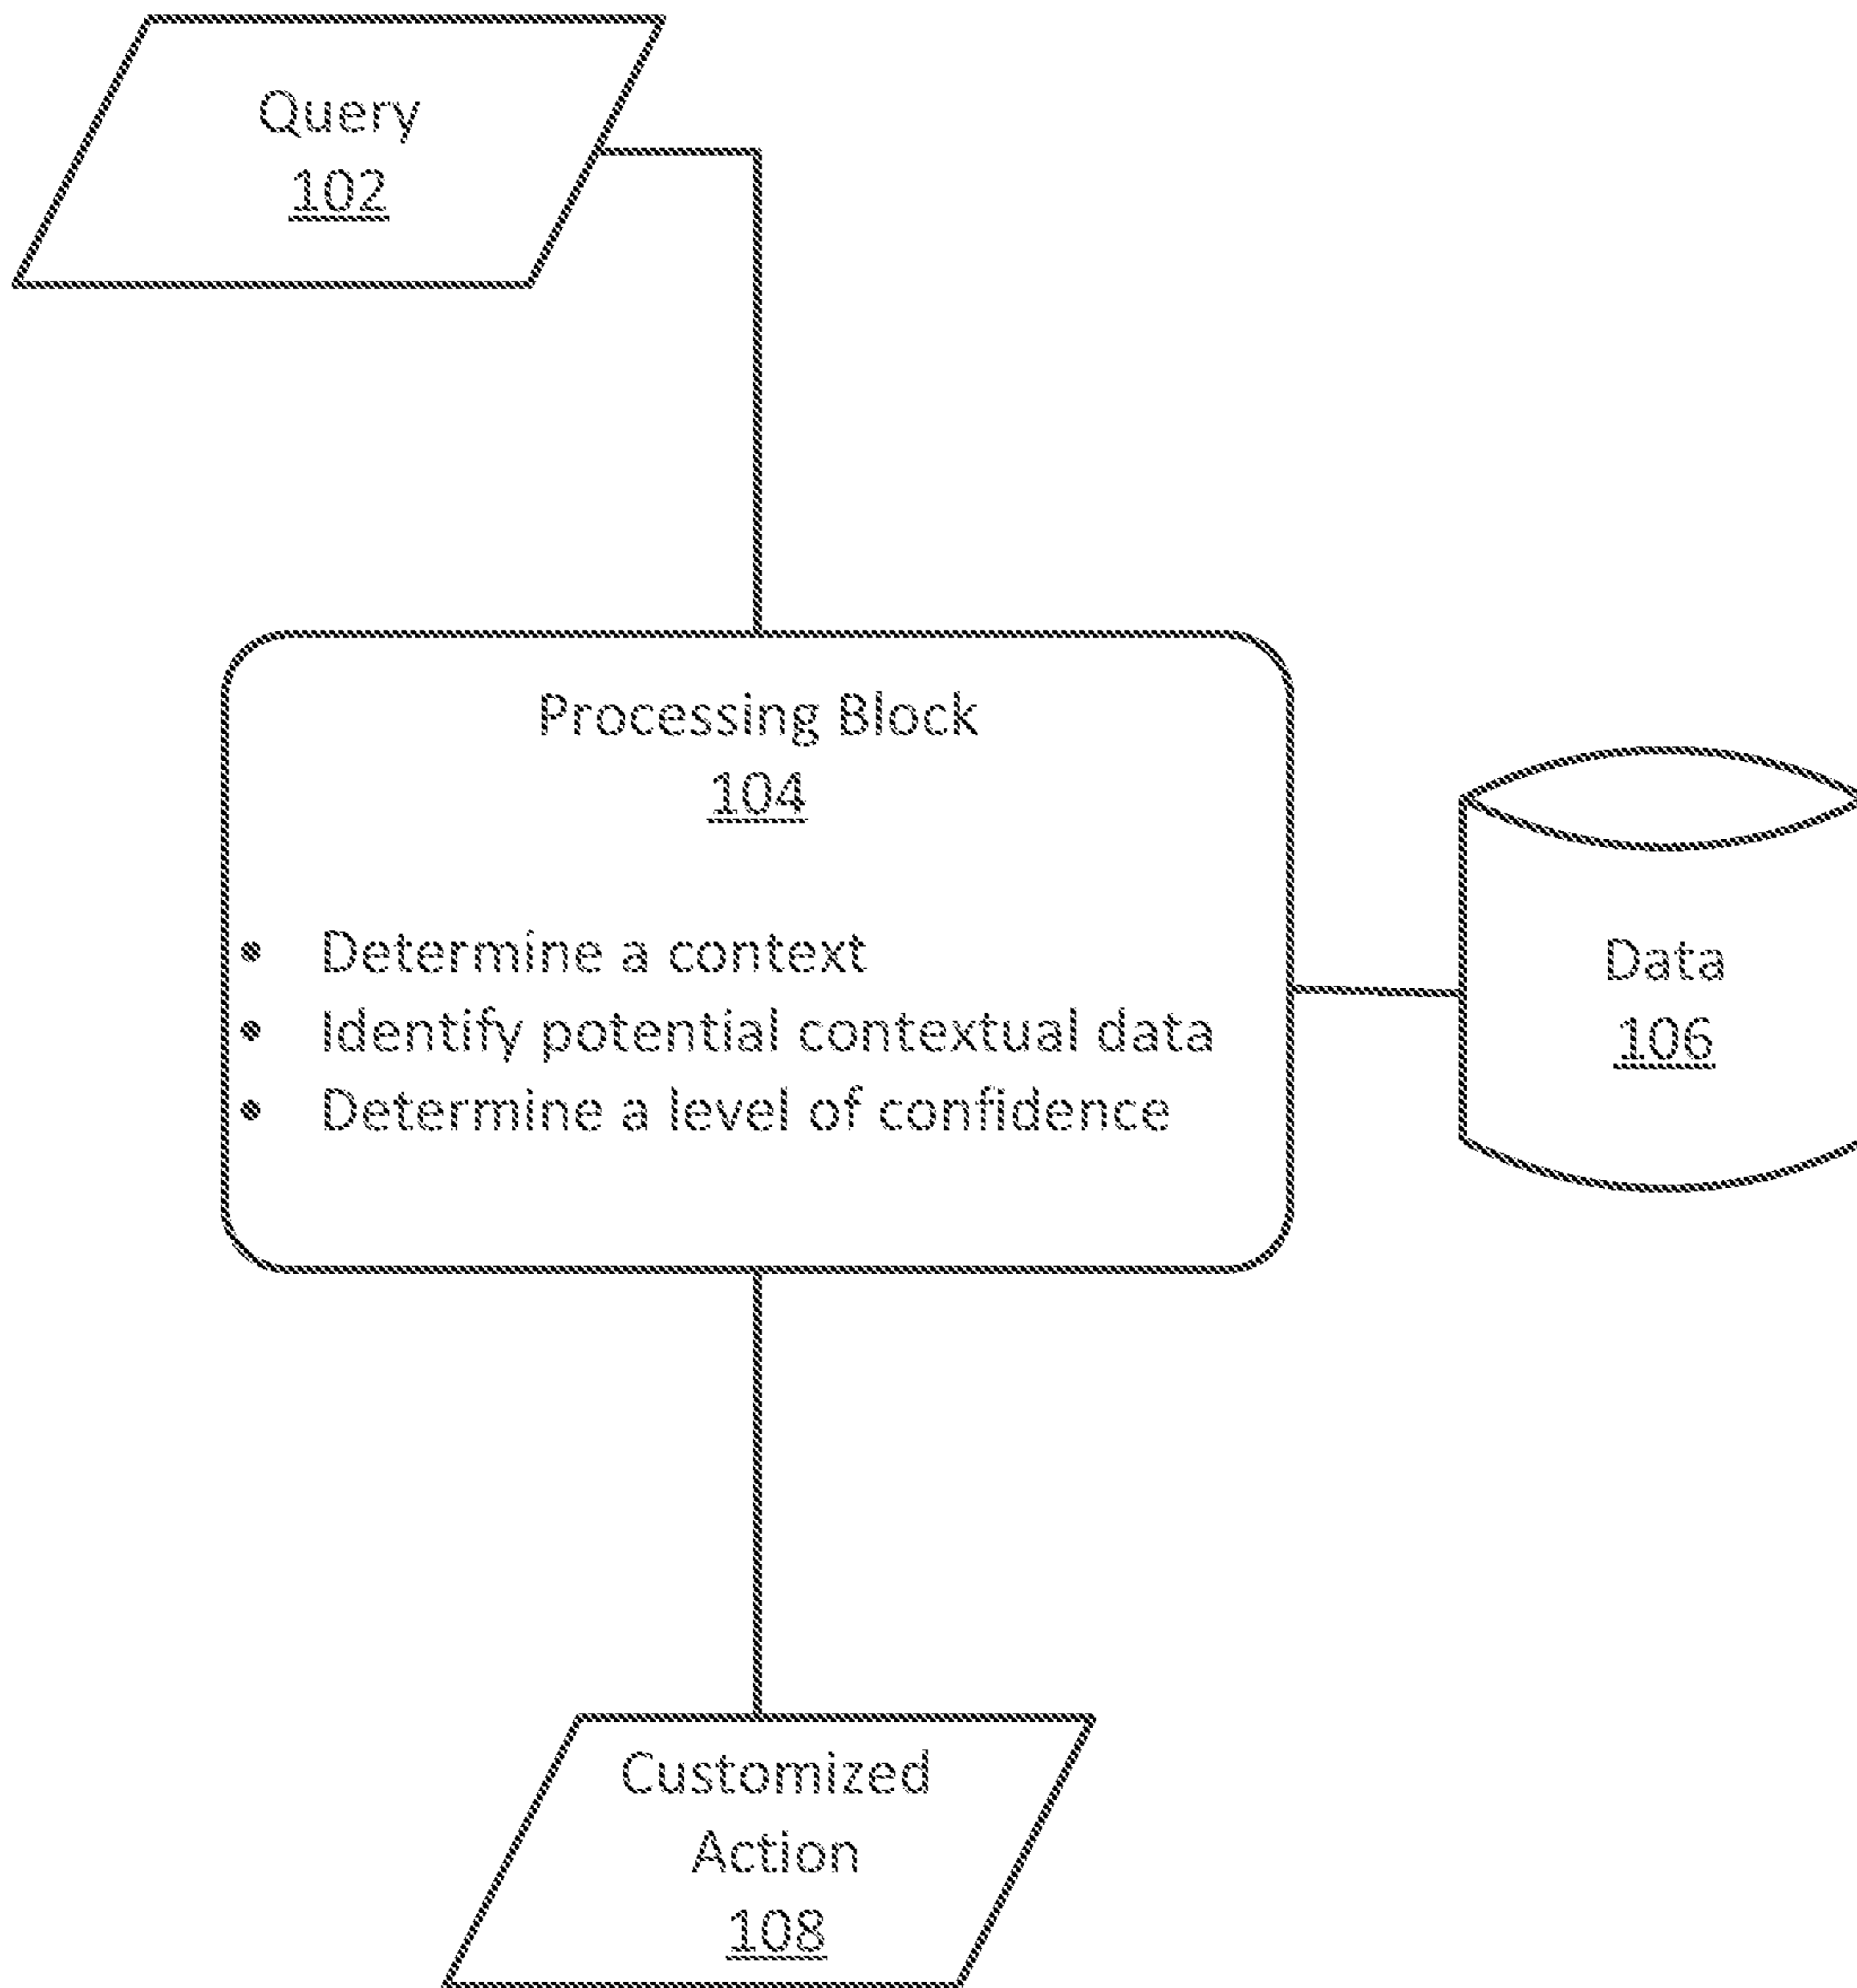 Query
102
Processing Block
104
• Determine a context
• Identify potential contextual data
• Determine a level of confidence
Data
106
Customized
Action
108